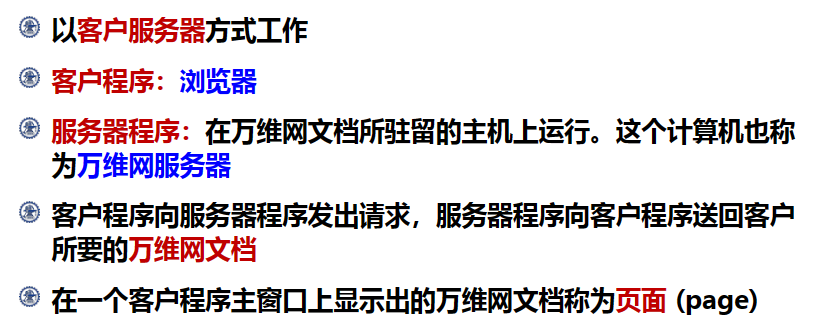 以客户服务器方式工作
客户程序：浏览器
服务器程序：在万维网文档所驻留的主机上运行。这个计算机也称
为万维网服务器
客户程序向服务器程序发出请求，服务器程序向客户程序送回客户
所要的万维网文档
在一个客户程序主窗口上显示出的万维网文档称为页面 (page)